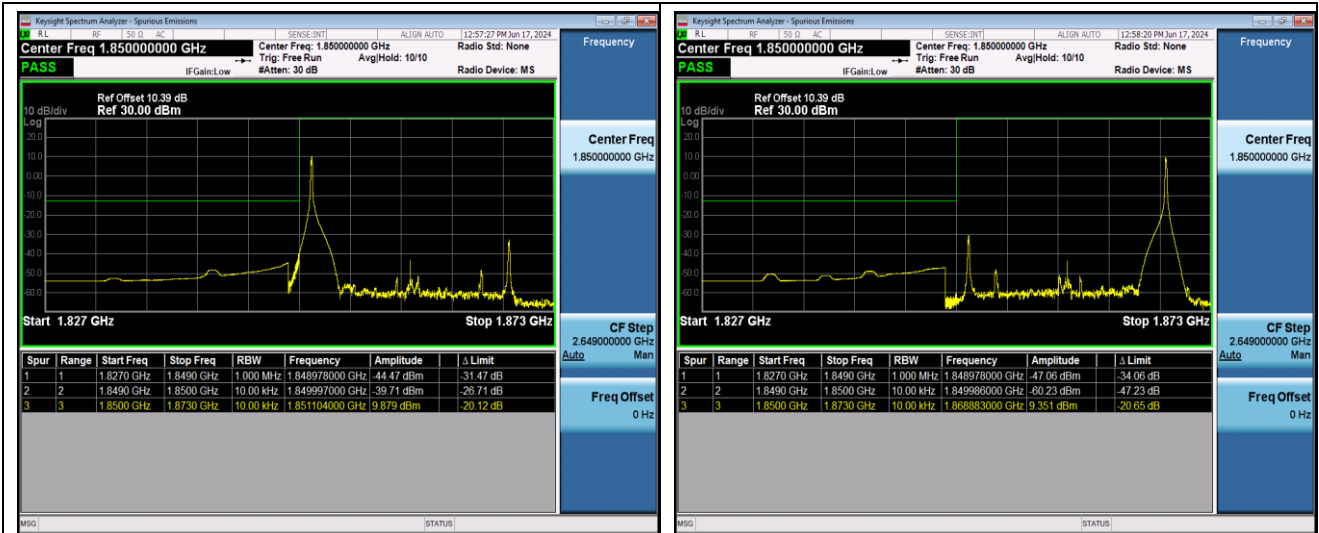 Keysight Spectrum Analyzer - Spurious Emissions
RL RF 50 Ω AC SENSE:INT ALIGN AUTO 12:57:27 PM Jun 17, 2024
Center Freq 1.850000000 GHz Center Freq: 1.850000000 GHz Radio Std: None
Trig: Free Run Avg|Hold: 10/10
PASS IFGain:Low #Atten: 30 dB Radio Device: MS
Frequency
Ref Offset 10.39 dB
10 dB/div Ref 30.00 dBm
Log
20.0
10.0
0.00
-10.0
-20.0
-30.0
-40.0
-50.0
-60.0
Start 1.827 GHz Stop 1.873 GHz
Center Freq
1.850000000 GHz
CF Step
2.649000000 GHz
Auto Man
Freq Offset
0 Hz
Spur Range Start Freq Stop Freq RBW Frequency Amplitude Δ Limit
1 1 1.8270 GHz 1.8490 GHz 1.000 MHz 1.848978000 GHz -44.47 dBm -31.47 dB
2 2 1.8490 GHz 1.8500 GHz 10.00 kHz 1.849997000 GHz -39.71 dBm -26.71 dB
3 3 1.8500 GHz 1.8730 GHz 10.00 kHz 1.851104000 GHz 9.879 dBm -20.12 dB
MSG STATUS
Keysight Spectrum Analyzer - Spurious Emissions
RL RF 50 Ω AC SENSE:INT ALIGN AUTO 12:58:20 PM Jun 17, 2024
Center Freq 1.850000000 GHz Center Freq: 1.850000000 GHz Radio Std: None
Trig: Free Run Avg|Hold: 10/10
PASS IFGain:Low #Atten: 30 dB Radio Device: MS
Frequency
Ref Offset 10.39 dB
10 dB/div Ref 30.00 dBm
Log
20.0
10.0
0.00
-10.0
-20.0
-30.0
-40.0
-50.0
-60.0
Start 1.827 GHz Stop 1.873 GHz
Center Freq
1.850000000 GHz
CF Step
2.649000000 GHz
Auto Man
Freq Offset
0 Hz
Spur Range Start Freq Stop Freq RBW Frequency Amplitude Δ Limit
1 1 1.8270 GHz 1.8490 GHz 1.000 MHz 1.848978000 GHz -47.06 dBm -34.06 dB
2 2 1.8490 GHz 1.8500 GHz 10.00 kHz 1.849986000 GHz -60.23 dBm -47.23 dB
3 3 1.8500 GHz 1.8730 GHz 10.00 kHz 1.868883000 GHz 9.351 dBm -20.65 dB
MSG STATUS